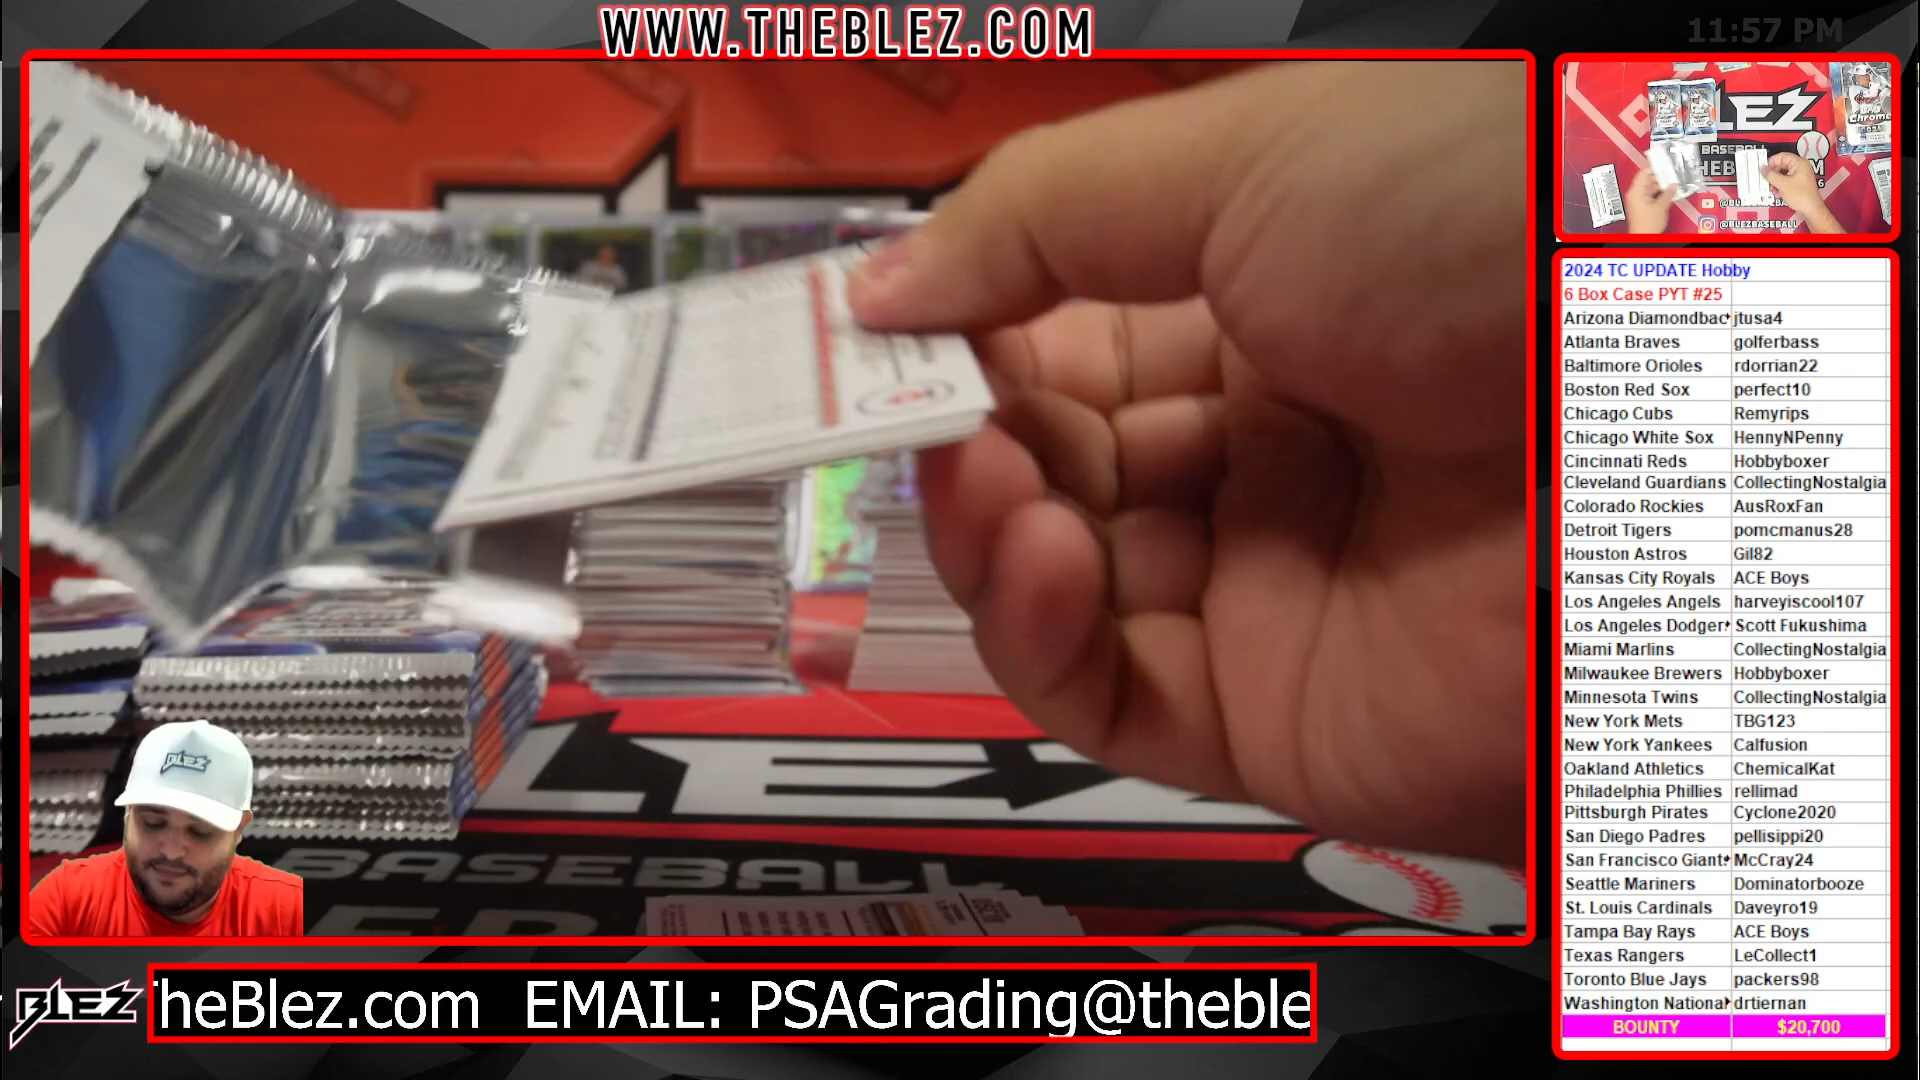 WWW.THEBLEZ.COM
11:57 PM
2024 TC UPDATE Hobby
6 Box Case PYT #25
Arizona Diamondbac jtusa4
Atlanta Braves golferbass
Baltimore Orioles rdorrian22
Boston Red Sox perfect10
Chicago Cubs Remyrips
Chicago White Sox HennyNPenny
Cincinnati Reds Hobbyboxer
Cleveland Guardians CollectingNostalgia
Colorado Rockies AusRoxFan
Detroit Tigers pomcmanus28
Houston Astros Gil82
Kansas City Royals ACE Boys
Los Angeles Angels harveyiscool107
Los Angeles Dodger Scott Fukushima
Miami Marlins CollectingNostalgia
Milwaukee Brewers Hobbyboxer
Minnesota Twins CollectingNostalgia
New York Mets TBG123
New York Yankees Calfusion
Oakland Athletics ChemicalKat
Philadelphia Phillies rellimad
Pittsburgh Pirates Cyclone2020
San Diego Padres pellisippi20
San Francisco Giant McCray24
Seattle Mariners Dominatorbooze
St. Louis Cardinals Daveyro19
Tampa Bay Rays ACE Boys
Texas Rangers LeCollect1
Toronto Blue Jays packers98
Washington National drtiernan
BOUNTY $20,700
BLEZ
BASEBALL
@BLEZBASEBALL
BLEZ
BASEBALL
BLEZ heBlez.com EMAIL: PSAGrading@theble